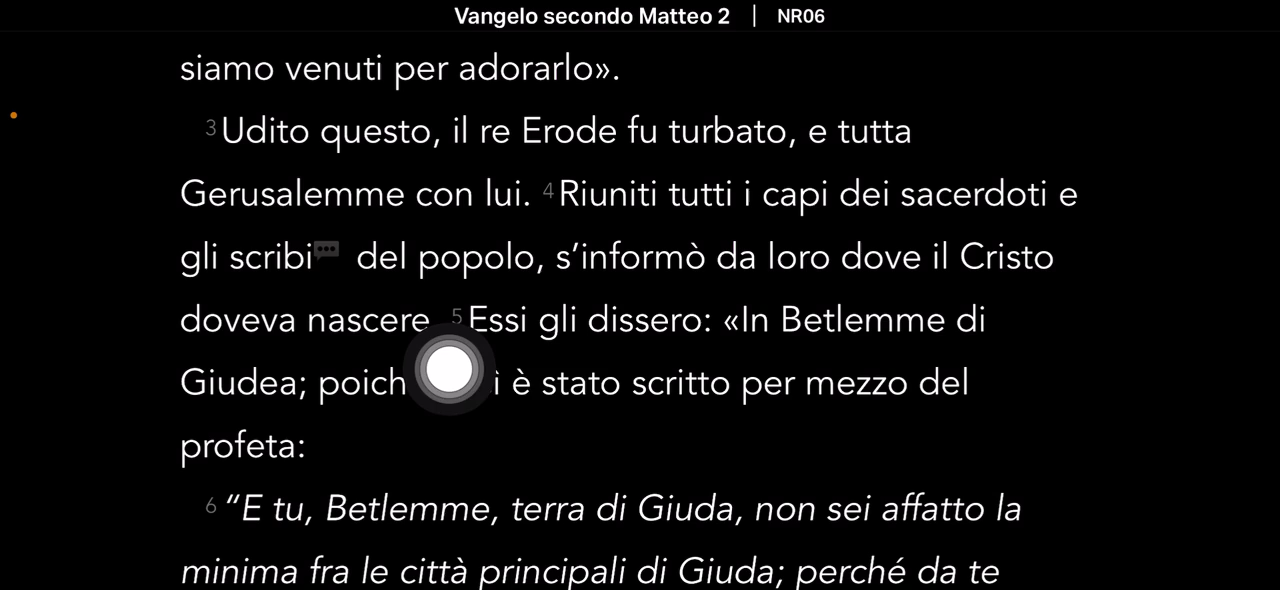 Vangelo secondo Matteo 2 | NR06
siamo venuti per adorarlo».
3 Udito questo, il re Erode fu turbato, e tutta
Gerusalemme con lui. 4 Riuniti tutti i capi dei sacerdoti e
gli scribi del popolo, s’informò da loro dove il Cristo
doveva nascere 5 Essi gli dissero: «In Betlemme di
Giudea; è stato scritto per mezzo del
profeta:
6 “E tu, Betlemme, terra di Giuda, non sei affatto la
minima fra le città principali di Giuda; perché da te